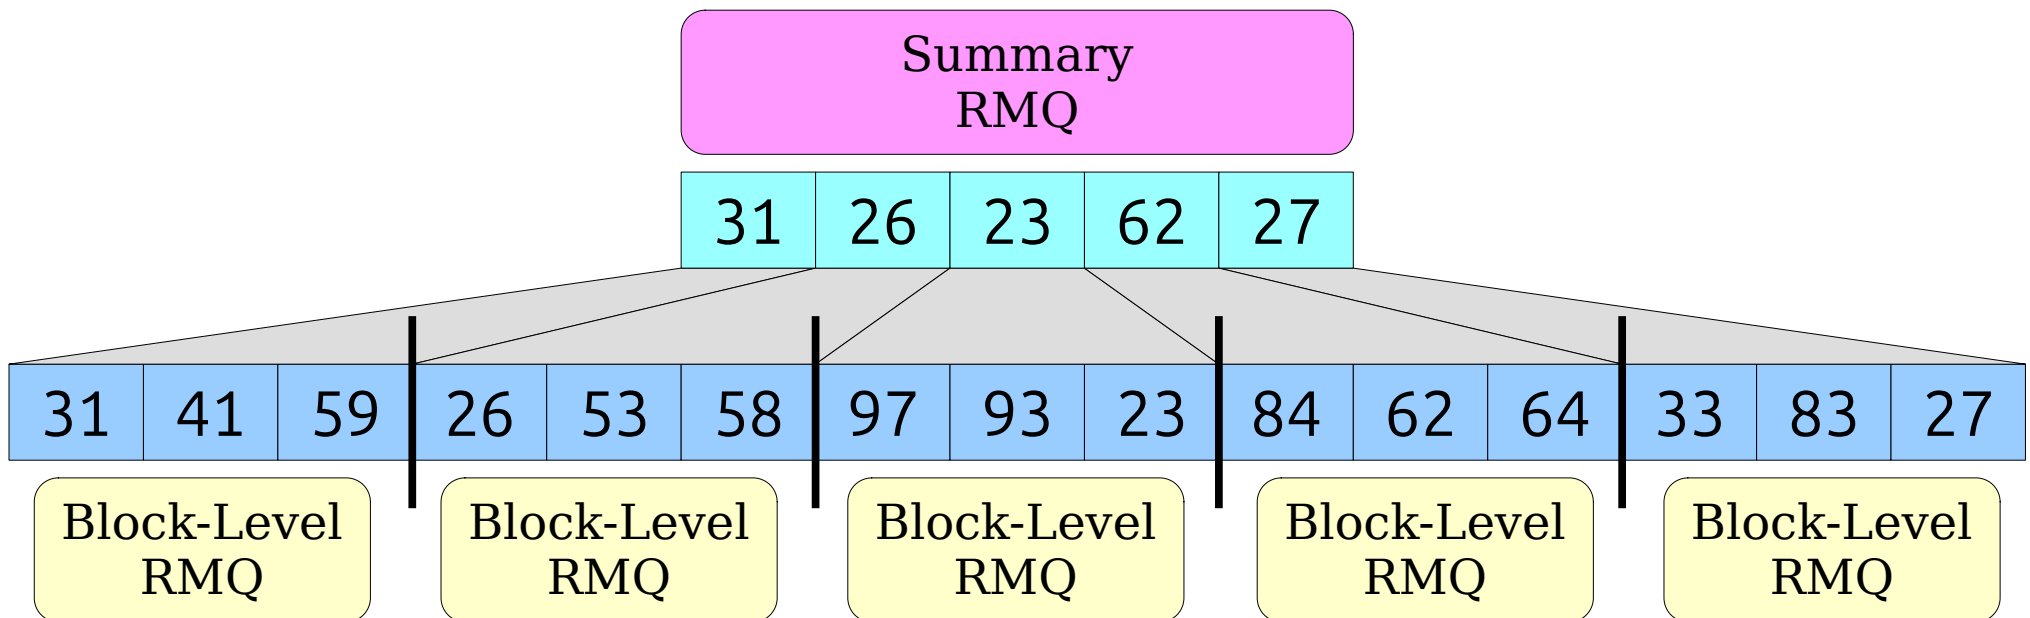 Summary
RMQ
31 26 23 62 27
31 41 59 26 53 58 97 93 23 84 62 64 33 83 27
Block-Level Block-Level Block-Level Block-Level Block-Level
RMQ RMQ RMQ RMQ RMQ